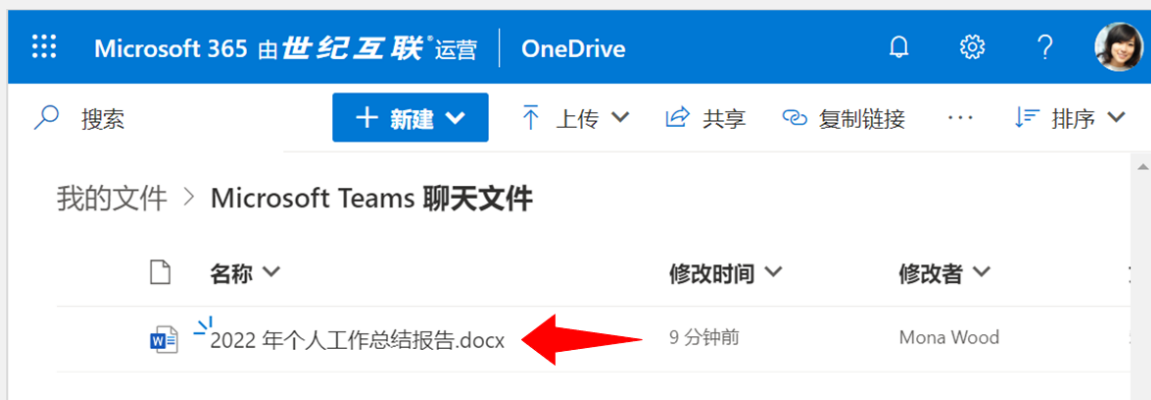 Microsoft 365 由世纪互联®运营 OneDrive
搜索 新建 上传 共享 复制链接 ··· 排序
我的文件 > Microsoft Teams 聊天文件
名称 修改时间 修改者
2022 年个人工作总结报告.docx 9 分钟前 Mona Wood